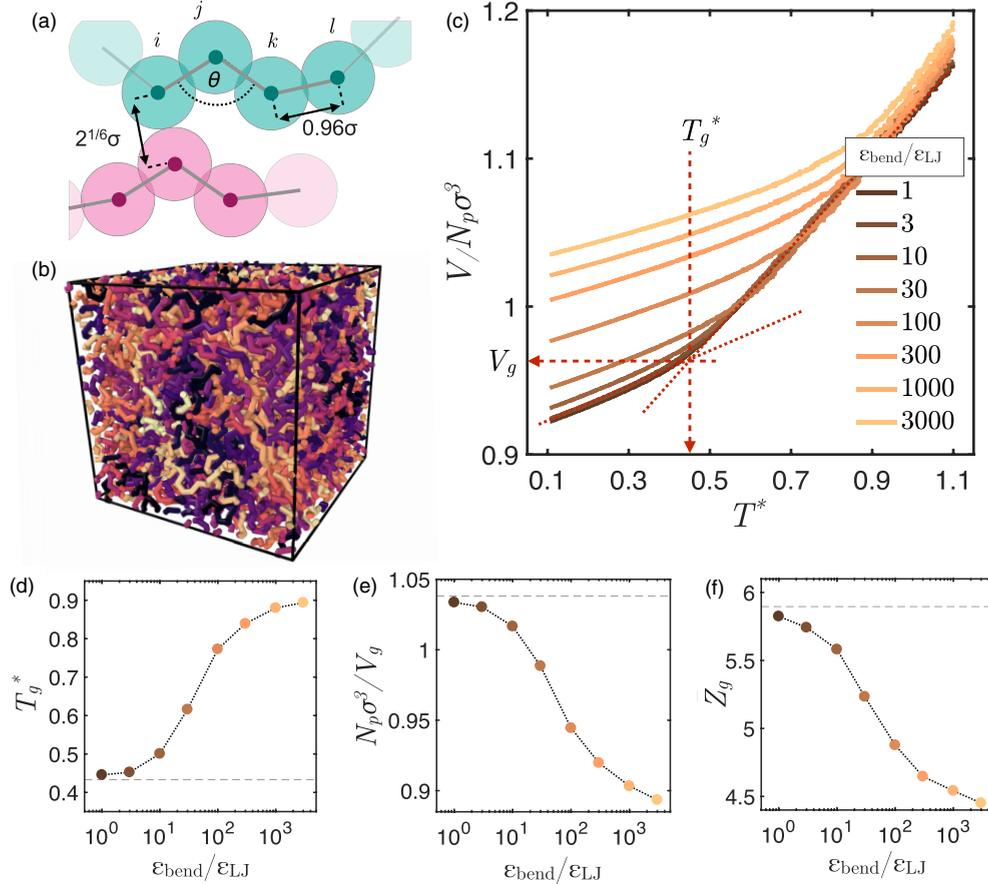 (a)
j
i
k
l
θ
2^{1/6}σ
0.96σ
(b)
(c)
1.2
1.1
1
0.9
V/N_pσ^3
T_g^*
V_g
ε_bend/ε_LJ
1
3
10
30
100
300
1000
3000
0.1 0.3 0.5 0.7 0.9 1.1
T^*
(d)
0.9
0.8
0.7
0.6
0.5
0.4
T_g^*
10^0 10^1 10^2 10^3
ε_bend/ε_LJ
(e)
1.05
1
0.95
0.9
N_pσ^3/V_g
10^0 10^1 10^2 10^3
ε_bend/ε_LJ
(f)
6
5.5
5
4.5
Z̄_g
10^0 10^1 10^2 10^3
ε_bend/ε_LJ